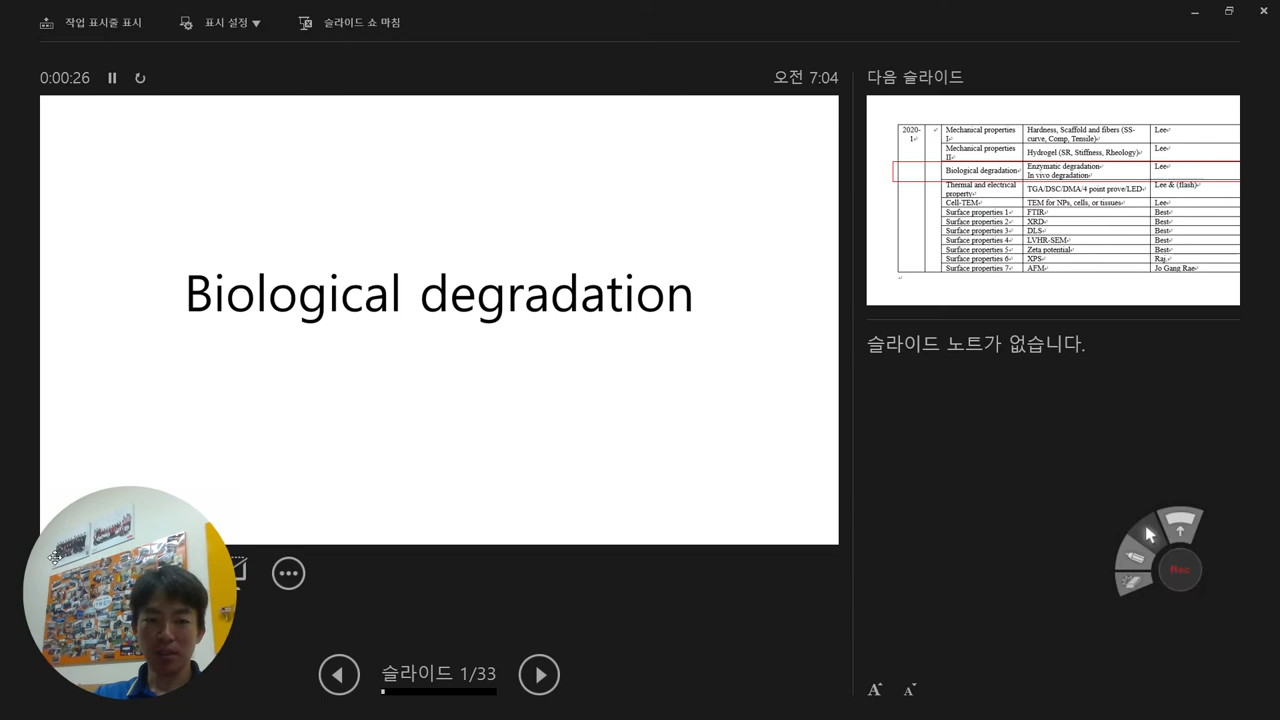 작업 표시줄 표시
표시 설정 ▼
슬라이드 쇼 마침
0:00:26
오전 7:04
다음 슬라이드
Biological degradation
2020-1
Mechanical properties I
Hardness, Scaffold and fibers (SS-curve, Comp, Tensile)
Lee
Mechanical properties II
Hydrogel (SR, Stiffness, Rheology)
Lee
Biological degradation
Enzymatic degradation
In vivo degradation
Lee
Thermal and electrical property
TGA/DSC/DMA/4 point prove/LED
Lee & (flash)
Cell-TEM
TEM for NPs, cells, or tissues
Lee
Surface properties 1
FTIR
Best
Surface properties 2
XRD
Best
Surface properties 3
DLS
Best
Surface properties 4
LVHR-SEM
Best
Surface properties 5
Zeta potential
Best
Surface properties 6
XPS
Raj.
Surface properties 7
AFM
Jo Gang Rae
슬라이드 노트가 없습니다.
Rec
슬라이드 1/33
A A